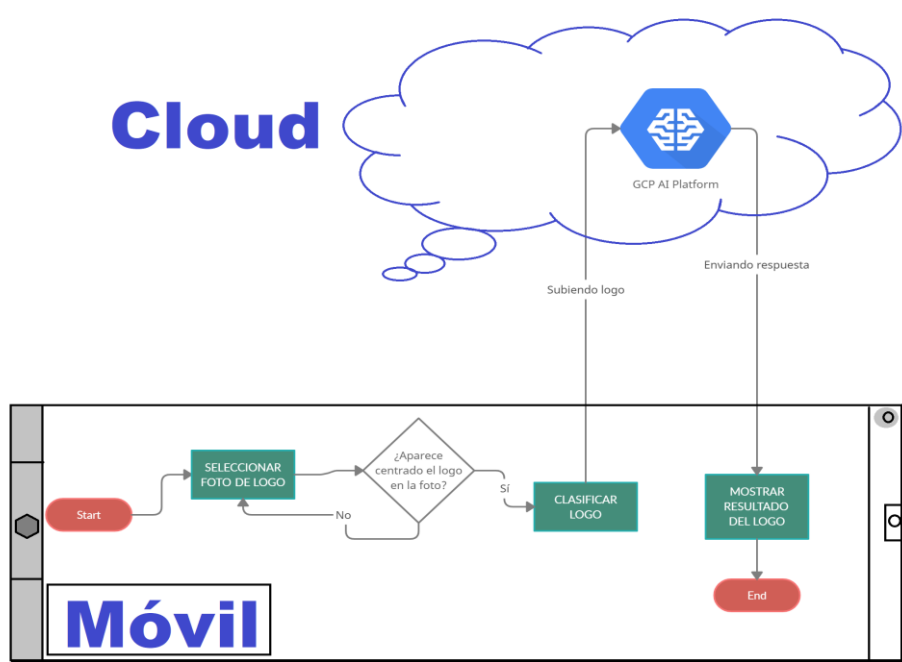 Cloud
GCP AI Platform
Enviando respuesta
Subiendo logo
Start
SELECCIONAR
FOTO DE LOGO
¿Aparece
centrado el logo
en la foto?
No
Sí
CLASIFICAR
LOGO
MOSTRAR
RESULTADO
DEL LOGO
End
Móvil